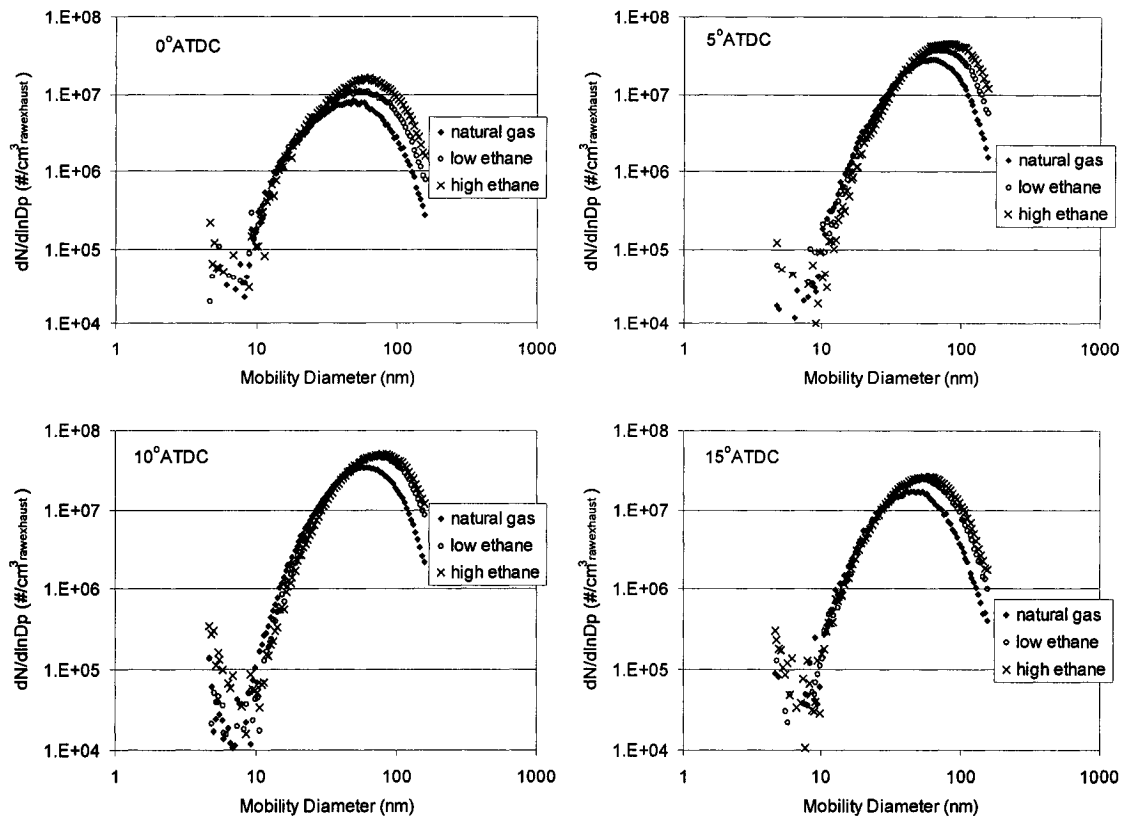 1.E+08
0°ATDC
1.E+07
1.E+06
1.E+05
1.E+04
dN/dlnDp (#/cm³rawexhaust)
natural gas
low ethane
high ethane
1 10 100 1000
Mobility Diameter (nm)
1.E+08
5°ATDC
1.E+07
1.E+06
1.E+05
1.E+04
dN/dlnDp (#/cm³rawexhaust)
natural gas
low ethane
high ethane
1 10 100 1000
Mobility Diameter (nm)
1.E+08
10°ATDC
1.E+07
1.E+06
1.E+05
1.E+04
dN/dlnDp (#/cm³rawexhaust)
natural gas
low ethane
high ethane
1 10 100 1000
Mobility Diameter (nm)
1.E+08
15°ATDC
1.E+07
1.E+06
1.E+05
1.E+04
dN/dlnDp (#/cm³rawexhaust)
natural gas
low ethane
high ethane
1 10 100 1000
Mobility Diameter (nm)